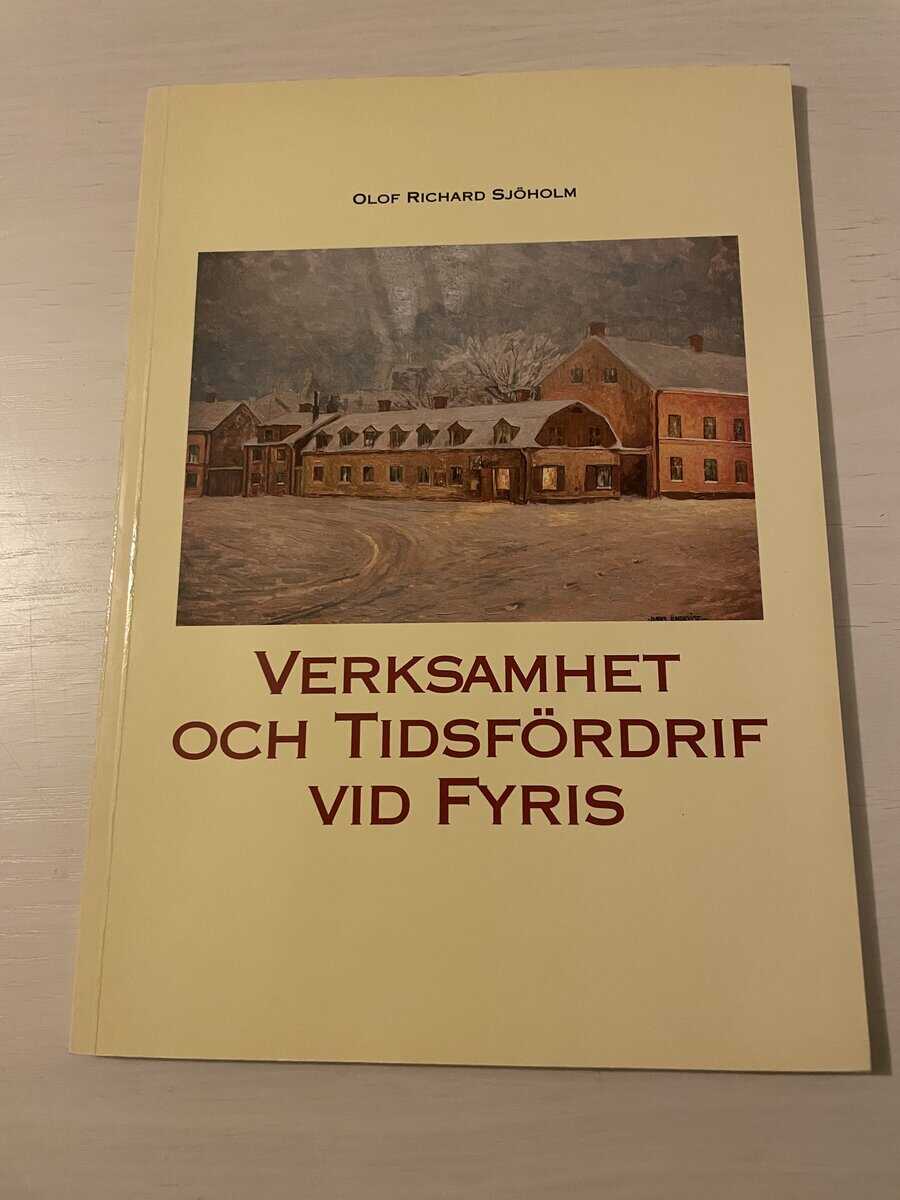 OLOF RICHARD SJÖHOLM
VERKSAMHET
OCH TIDSFÖRDRIF
VID FYRIS